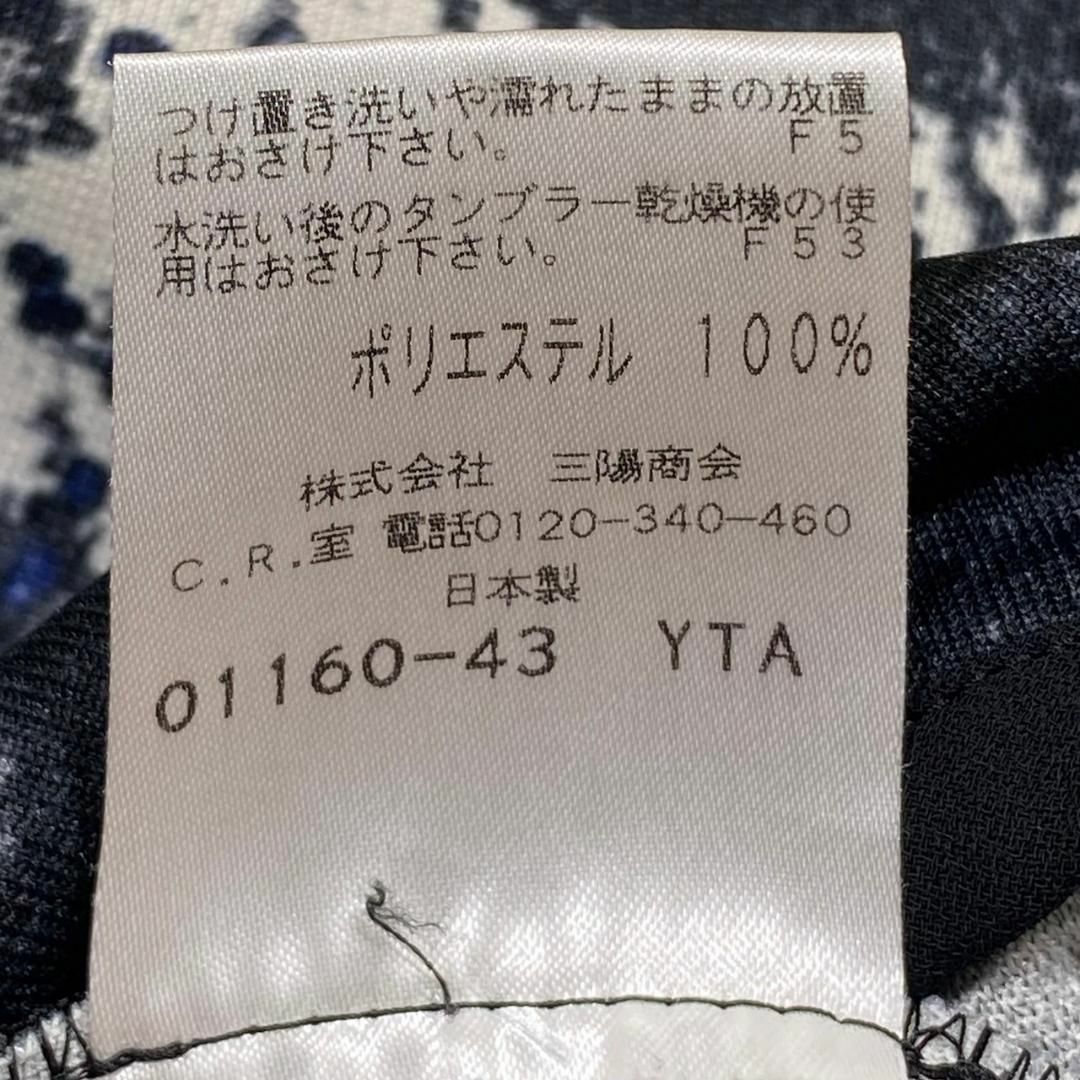 つけ置き洗いや濡れたままの放置
はおさけ下さい。 F5
水洗い後のタンブラー乾燥機の使
用はおさけ下さい。 F53
ポリエステル 100%
株式会社 三陽商会
C.R.室 電話0120-340-460
日本製
01160-43 YTA